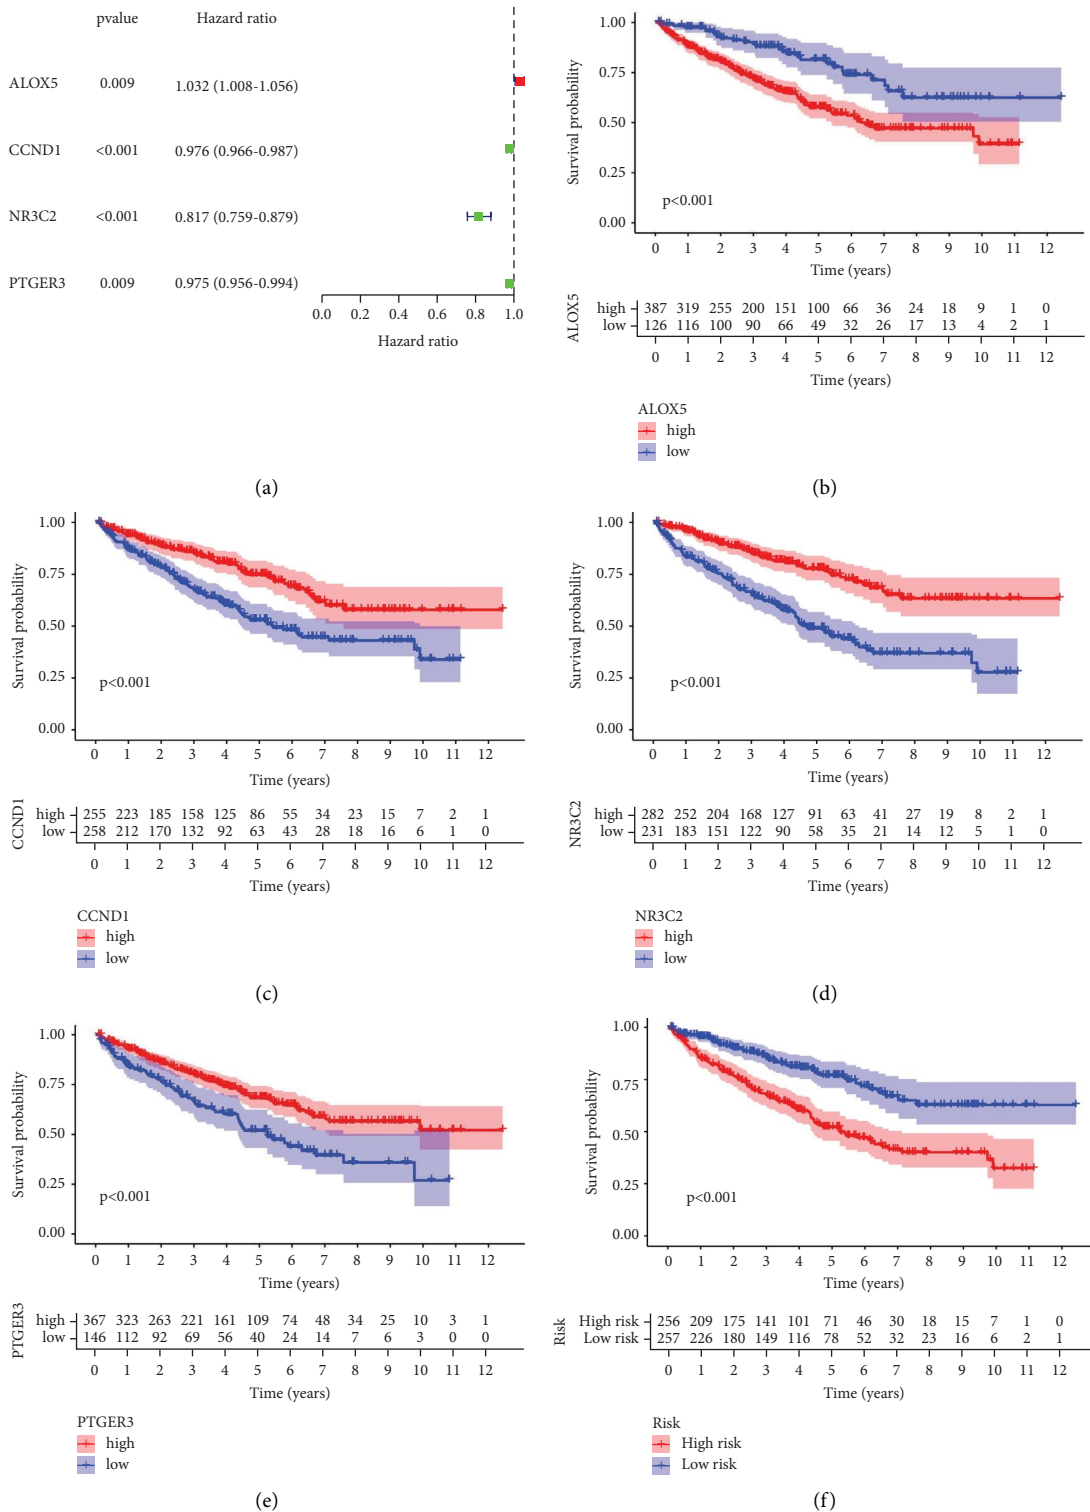 pvalue Hazard ratio
ALOX5 0.009 1.032 (1.008-1.056)
CCND1 <0.001 0.976 (0.966-0.987)
NR3C2 <0.001 0.817 (0.759-0.879)
PTGER3 0.009 0.975 (0.956-0.994)
0.0 0.2 0.4 0.6 0.8 1.0
Hazard ratio
(a)
Survival probability
1.00
0.75
0.50
0.25
0.00
p<0.001
0 1 2 3 4 5 6 7 8 9 10 11 12
Time (years)
ALOX5
high 387 319 255 200 151 100 66 36 24 18 9 1 0
low 126 116 100 90 66 49 32 26 17 13 4 2 1
0 1 2 3 4 5 6 7 8 9 10 11 12
Time (years)
ALOX5
high
low
(b)
Survival probability
1.00
0.75
0.50
0.25
0.00
p<0.001
0 1 2 3 4 5 6 7 8 9 10 11 12
Time (years)
CCND1
high 255 223 185 158 125 86 55 34 23 15 7 2 1
low 258 212 170 132 92 63 43 28 18 16 6 1 0
0 1 2 3 4 5 6 7 8 9 10 11 12
Time (years)
CCND1
high
low
(c)
Survival probability
1.00
0.75
0.50
0.25
0.00
p<0.001
0 1 2 3 4 5 6 7 8 9 10 11 12
Time (years)
NR3C2
high 282 252 204 168 127 91 63 41 27 19 8 2 1
low 231 183 151 122 90 58 35 21 14 12 5 1 0
0 1 2 3 4 5 6 7 8 9 10 11 12
Time (years)
NR3C2
high
low
(d)
Survival probability
1.00
0.75
0.50
0.25
0.00
p<0.001
0 1 2 3 4 5 6 7 8 9 10 11 12
Time (years)
PTGER3
high 367 323 263 221 161 109 74 48 34 25 10 3 1
low 146 112 92 69 56 40 24 14 7 6 3 0 0
0 1 2 3 4 5 6 7 8 9 10 11 12
Time (years)
PTGER3
high
low
(e)
Survival probability
1.00
0.75
0.50
0.25
0.00
p<0.001
0 1 2 3 4 5 6 7 8 9 10 11 12
Time (years)
Risk
High risk 256 209 175 141 101 71 46 30 18 15 7 1 0
Low risk 257 226 180 149 116 78 52 32 23 16 6 2 1
0 1 2 3 4 5 6 7 8 9 10 11 12
Time (years)
Risk
High risk
Low risk
(f)